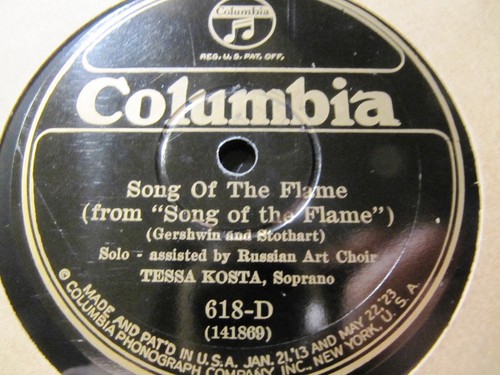 Columbia
REG. U.S. PAT. OFF.
Columbia
Song Of The Flame
(from "Song of the Flame")
(Gershwin and Stothart)
Solo - assisted by Russian Art Choir
TESSA KOSTA, Soprano
618-D
(141869)
MADE AND PAT'D IN U.S.A. JAN. 21,'13 AND MAY 22,'23
© COLUMBIA PHONOGRAPH COMPANY, INC., NEW YORK, U. S. A.